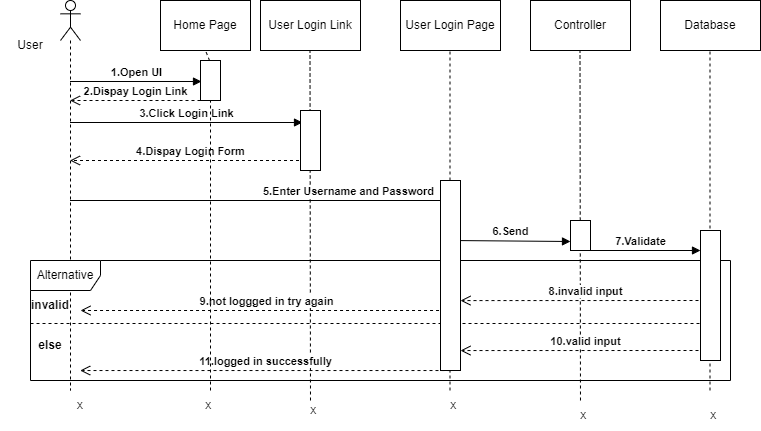 User
Home Page
User Login Link
User Login Page
Controller
Database
1.Open UI
2.Dispay Login Link
3.Click Login Link
4.Dispay Login Form
5.Enter Username and Password
6.Send
7.Validate
Alternative
invalid
8.invalid input
9.not loggged in try again
else
10.valid input
11.logged in successfully
X
X
X
X
X
X